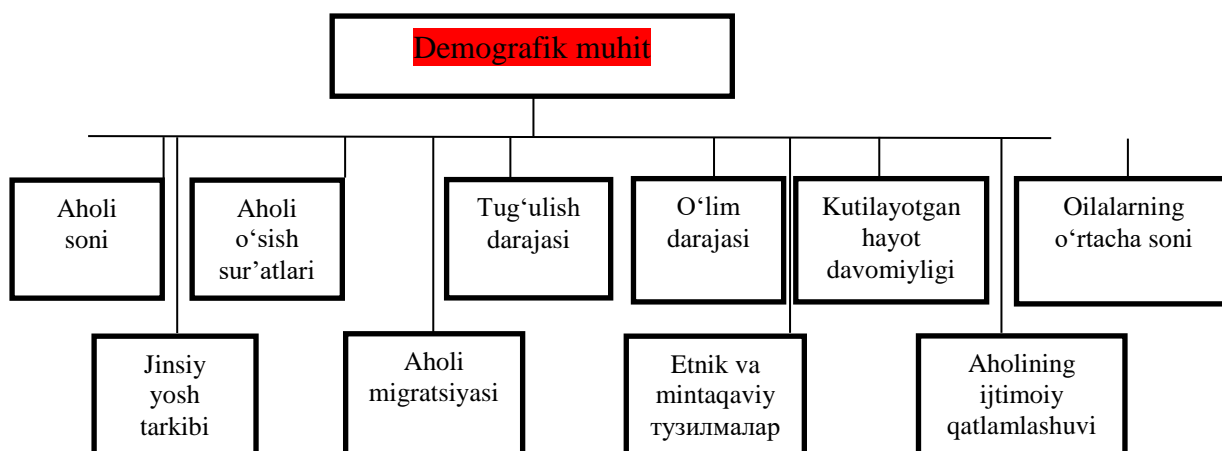 Demografik muhit
Aholi
soni
Aholi
o‘sish
sur’atlari
Tug‘ulish
darajasi
O‘lim
darajasi
Kutilayotgan
hayot
davomiyligi
Oilalarning
o‘rtacha soni
Jinsiy
yosh
tarkibi
Aholi
migratsiyasi
Etnik va
mintaqaviy
тузилмалар
Aholining
ijtimoiy
qatlamlashuvi